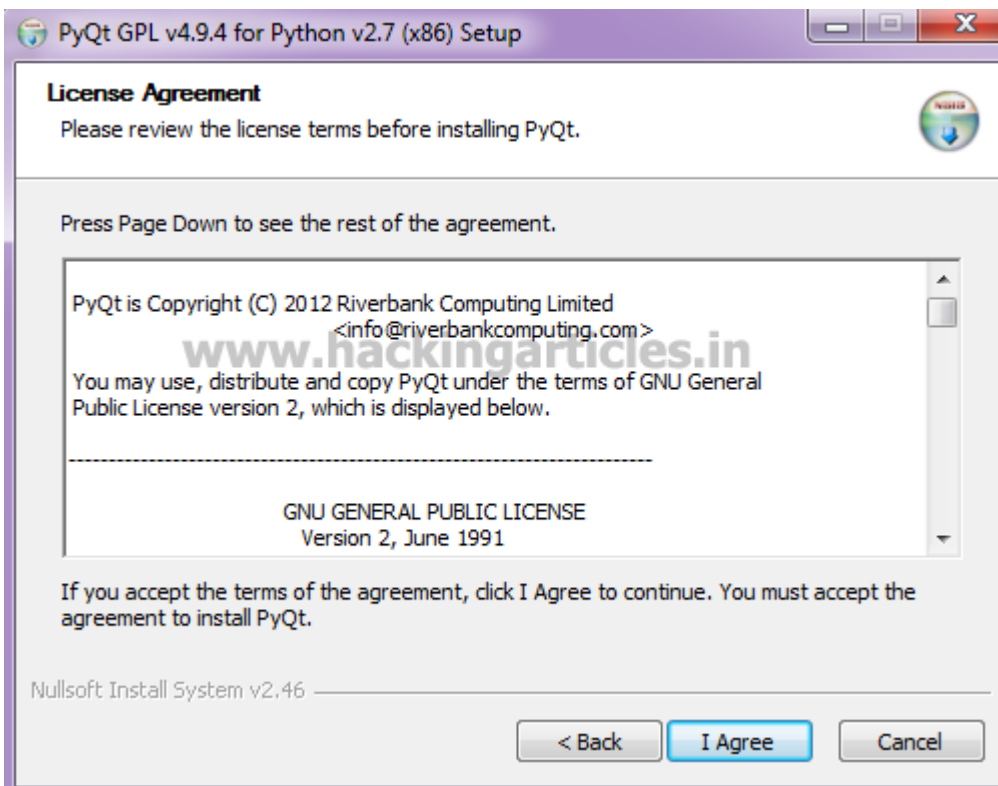 PyQt GPL v4.9.4 for Python v2.7 (x86) Setup
License Agreement
Please review the license terms before installing PyQt.
Press Page Down to see the rest of the agreement.
PyQt is Copyright (C) 2012 Riverbank Computing Limited
<info@riverbankcomputing.com>
www.hackingarticles.in
You may use, distribute and copy PyQt under the terms of GNU General
Public License version 2, which is displayed below.
-------------------------------------------------------------------------
GNU GENERAL PUBLIC LICENSE
Version 2, June 1991
If you accept the terms of the agreement, click I Agree to continue. You must accept the
agreement to install PyQt.
Nullsoft Install System v2.46
< Back
I Agree
Cancel